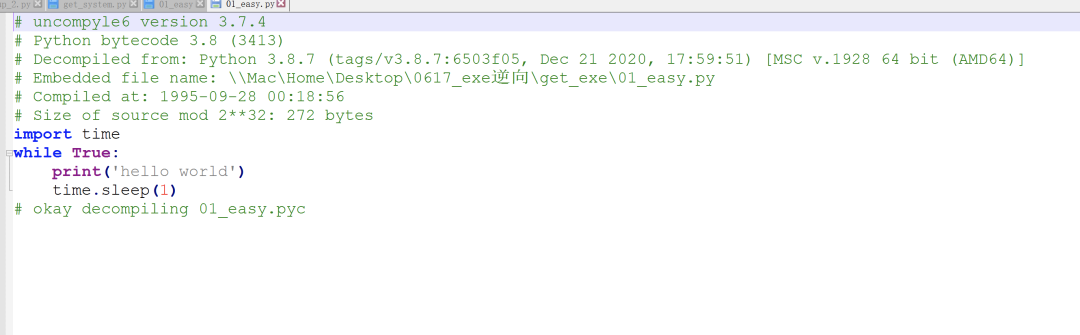 up_2.py get_system.py 01_easy 01_easy.py
# uncompyle6 version 3.7.4
# Python bytecode 3.8 (3413)
# Decompiled from: Python 3.8.7 (tags/v3.8.7:6503f05, Dec 21 2020, 17:59:51) [MSC v.1928 64 bit (AMD64)]
# Embedded file name: \\Mac\Home\Desktop\0617_exe逆向\get_exe\01_easy.py
# Compiled at: 1995-09-28 00:18:56
# Size of source mod 2**32: 272 bytes
import time
while True:
    print('hello world')
    time.sleep(1)
# okay decompiling 01_easy.pyc